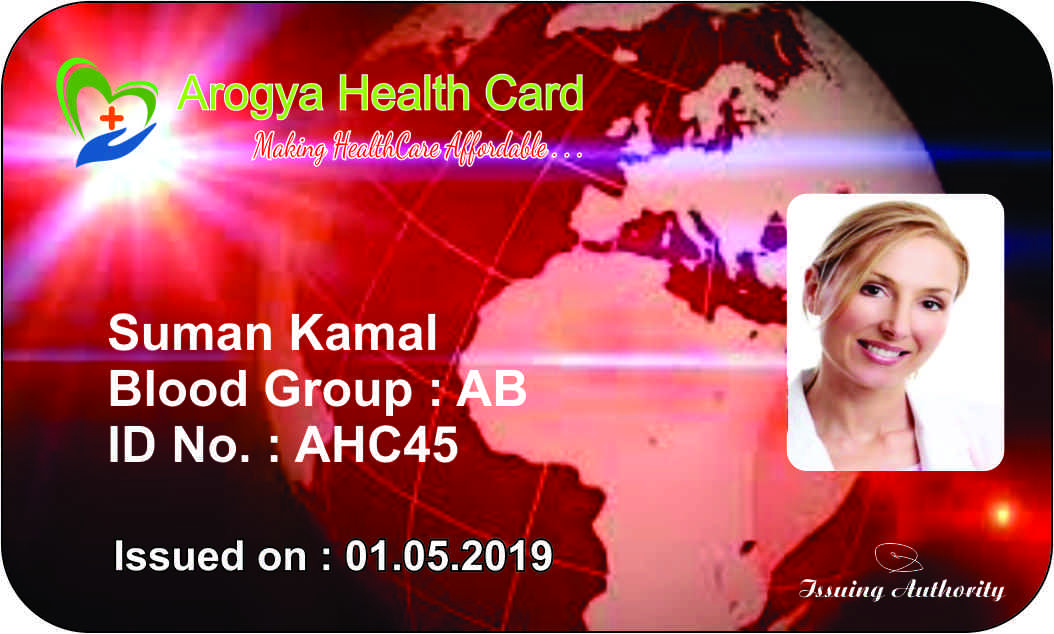 Arogya Health Card
Making HealthCare Affordable . . .
Suman Kamal
Blood Group : AB
ID No. : AHC45
Issued on : 01.05.2019
Issuing Authority